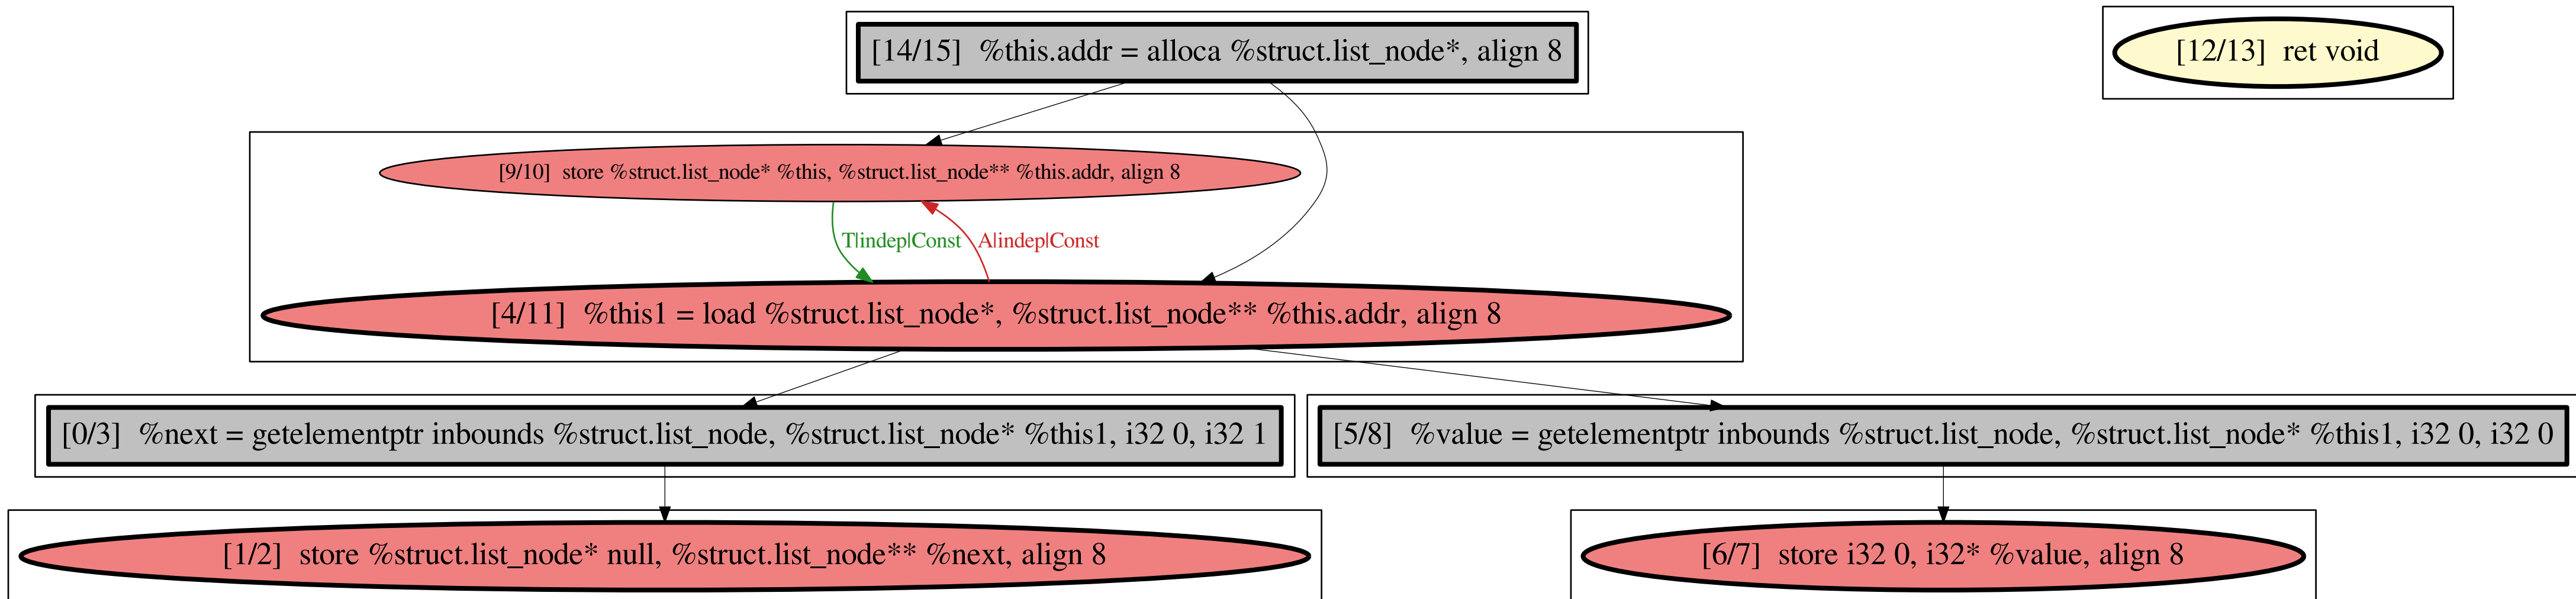 [14/15]  %this.addr = alloca %struct.list_node*, align 8
[12/13]  ret void
[9/10]  store %struct.list_node* %this, %struct.list_node** %this.addr, align 8
T|indep|Const
A|indep|Const
[4/11]  %this1 = load %struct.list_node*, %struct.list_node** %this.addr, align 8
[0/3]  %next = getelementptr inbounds %struct.list_node, %struct.list_node* %this1, i32 0, i32 1
[5/8]  %value = getelementptr inbounds %struct.list_node, %struct.list_node* %this1, i32 0, i32 0
[1/2]  store %struct.list_node* null, %struct.list_node** %next, align 8
[6/7]  store i32 0, i32* %value, align 8